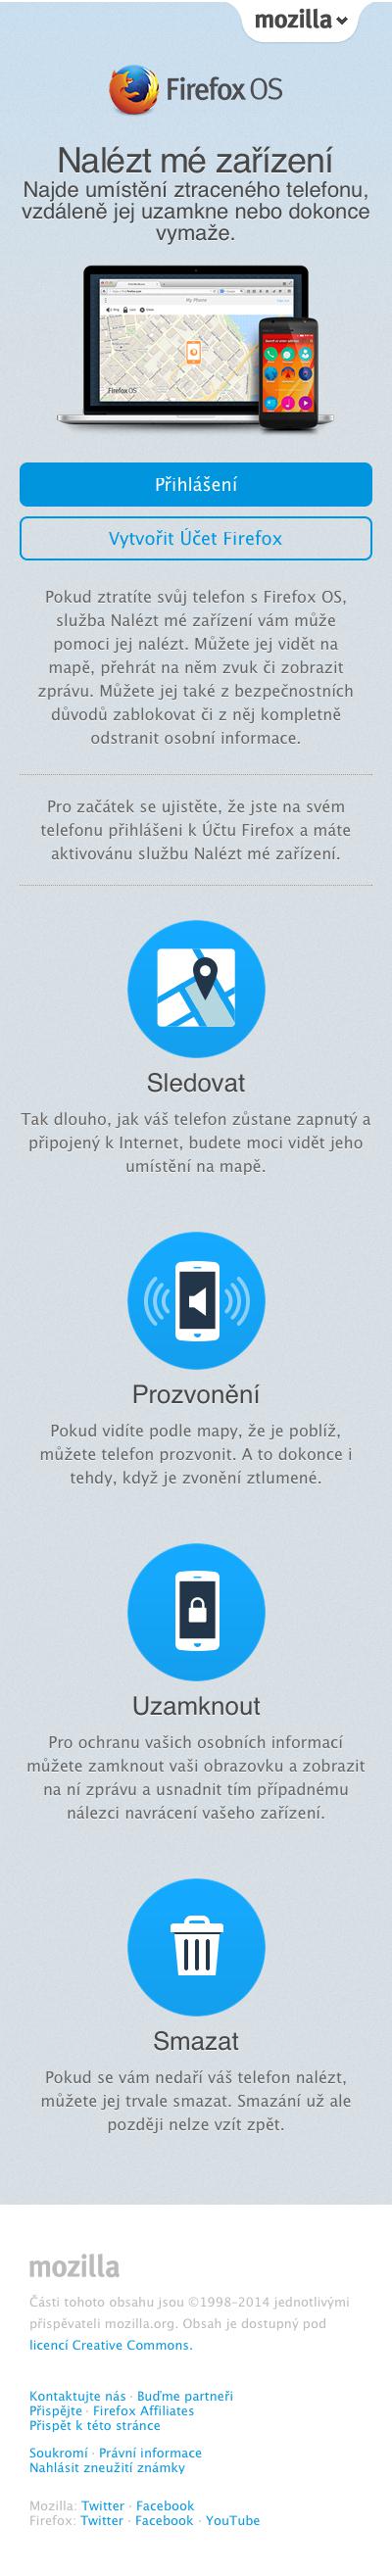 mozilla
Firefox OS
Nalézt mé zařízení
Najde umístění ztraceného telefonu,
vzdáleně jej uzamkne nebo dokonce
vymaže.
My Phone
Firefox OS
Přihlášení
Vytvořit Účet Firefox
Pokud ztratíte svůj telefon s Firefox OS,
služba Nalézt mé zařízení vám může
pomoci jej nalézt. Můžete jej vidět na
mapě, přehrát na něm zvuk či zobrazit
zprávu. Můžete jej také z bezpečnostních
důvodů zablokovat či z něj kompletně
odstranit osobní informace.
Pro začátek se ujistěte, že jste na svém
telefonu přihlášeni k Účtu Firefox a máte
aktivovánu službu Nalézt mé zařízení.
Sledovat
Tak dlouho, jak váš telefon zůstane zapnutý a
připojený k Internet, budete moci vidět jeho
umístění na mapě.
Prozvonění
Pokud vidíte podle mapy, že je poblíž,
můžete telefon prozvonit. A to dokonce i
tehdy, když je zvonění ztlumené.
Uzamknout
Pro ochranu vašich osobních informací
můžete zamknout vaši obrazovku a zobrazit
na ní zprávu a usnadnit tím případnému
nálezci navrácení vašeho zařízení.
Smazat
Pokud se vám nedaří váš telefon nalézt,
můžete jej trvale smazat. Smazání už ale
později nelze vzít zpět.
mozilla
Části tohoto obsahu jsou ©1998–2014 jednotlivými
přispěvateli mozilla.org. Obsah je dostupný pod
licencí Creative Commons.
Kontaktujte nás · Buďme partneři
Přispějte · Firefox Affiliates
Přispět k této stránce
Soukromí · Právní informace
Nahlásit zneužití známky
Mozilla: Twitter · Facebook
Firefox: Twitter · Facebook · YouTube